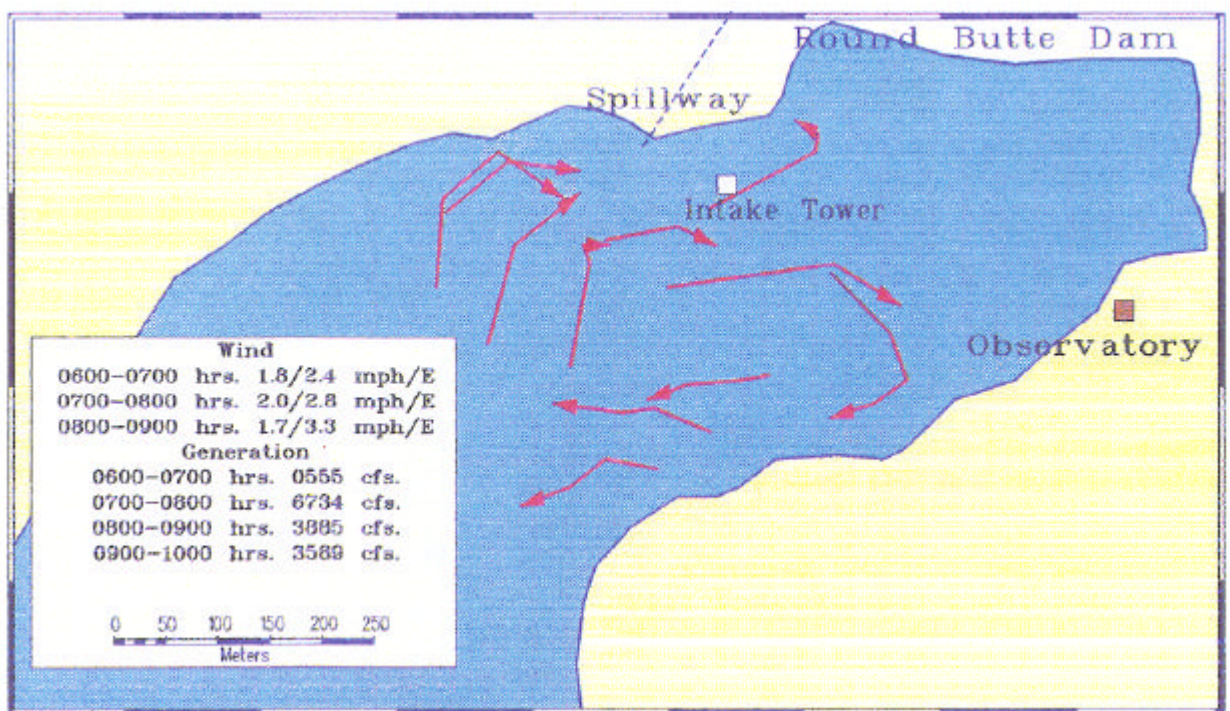 Round Butte Dam
Spillway
Intake Tower
Observatory
Wind
0600-0700 hrs. 1.8/2.4 mph/E
0700-0800 hrs. 2.0/2.8 mph/E
0800-0900 hrs. 1.7/3.3 mph/E
Generation
0600-0700 hrs. 0555 cfs.
0700-0800 hrs. 6734 cfs.
0800-0900 hrs. 3885 cfs.
0900-1000 hrs. 3589 cfs.
0 50 100 150 200 250
Meters